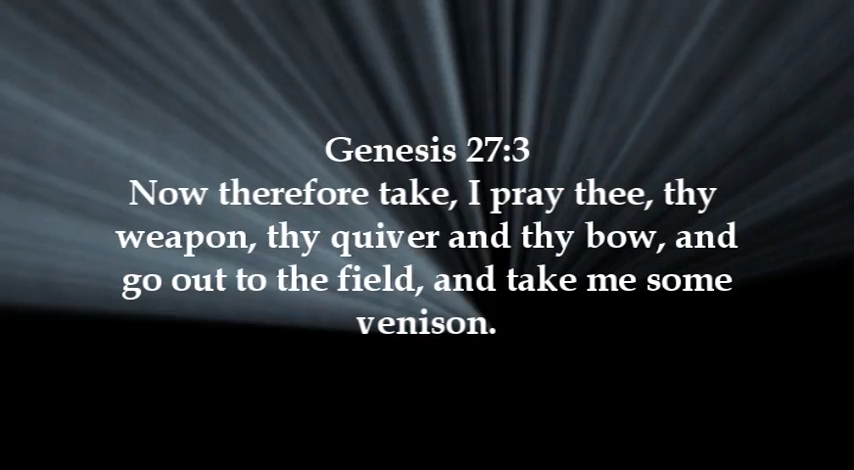 Genesis 27:3
Now therefore take, I pray thee, thy
weapon, thy quiver and thy bow, and
go out to the field, and take me some
venison.